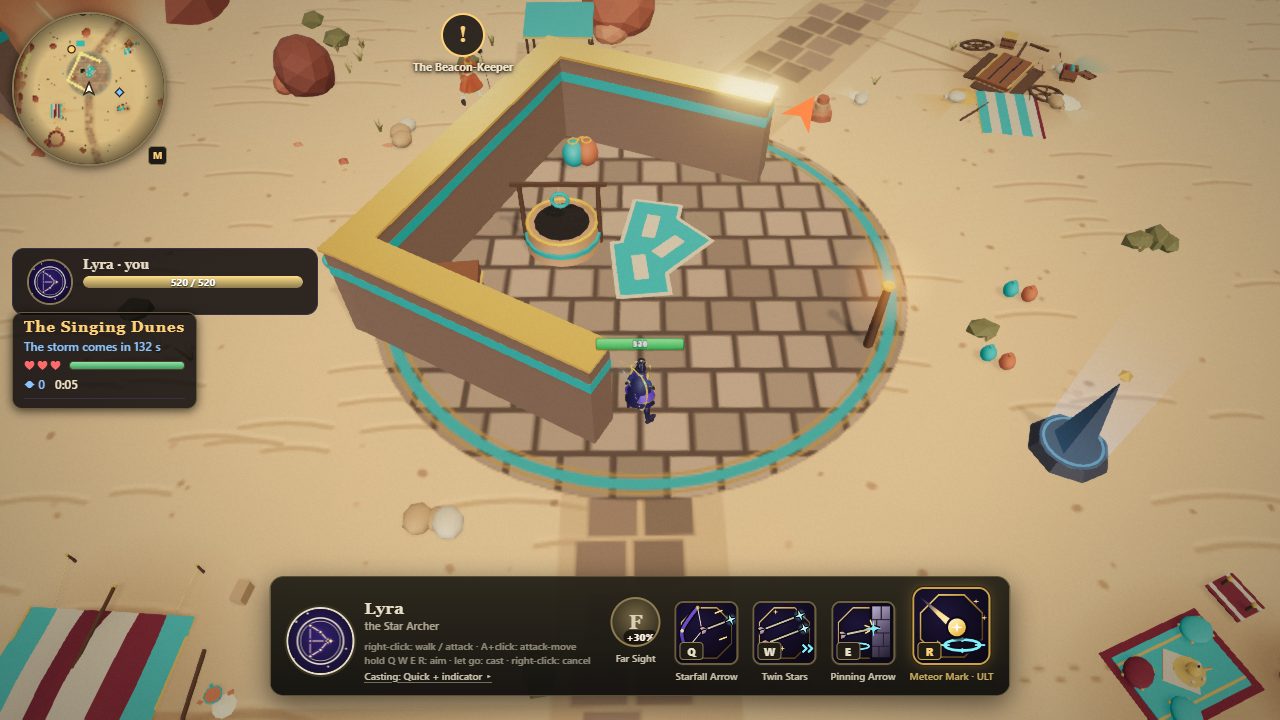 !
The Beacon-Keeper
M
Lyra · you
520 / 520
The Singing Dunes
The storm comes in 132 s
0 0:05
520
Lyra
the Star Archer
right-click: walk / attack · A+click: attack-move
hold Q W E R: aim · let go: cast · right-click: cancel
Casting: Quick + indicator ▸
F
+30%
Far Sight
Q
Starfall Arrow
W
Twin Stars
E
Pinning Arrow
R
Meteor Mark · ULT